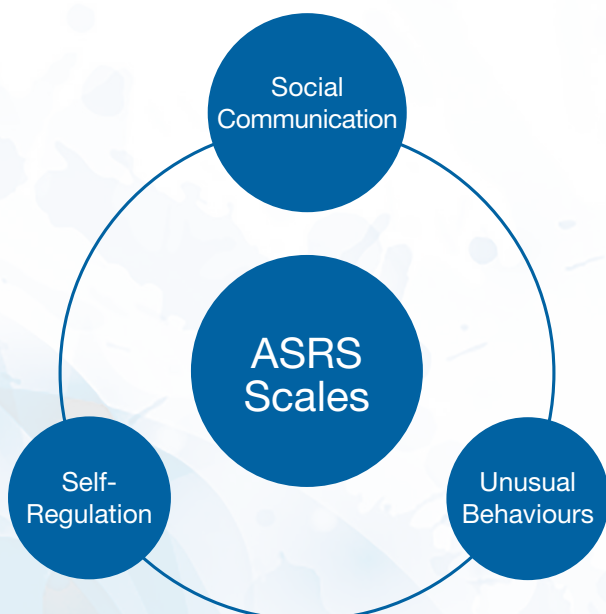 Social
Communication
ASRS
Scales
Self-
Regulation
Unusual
Behaviours